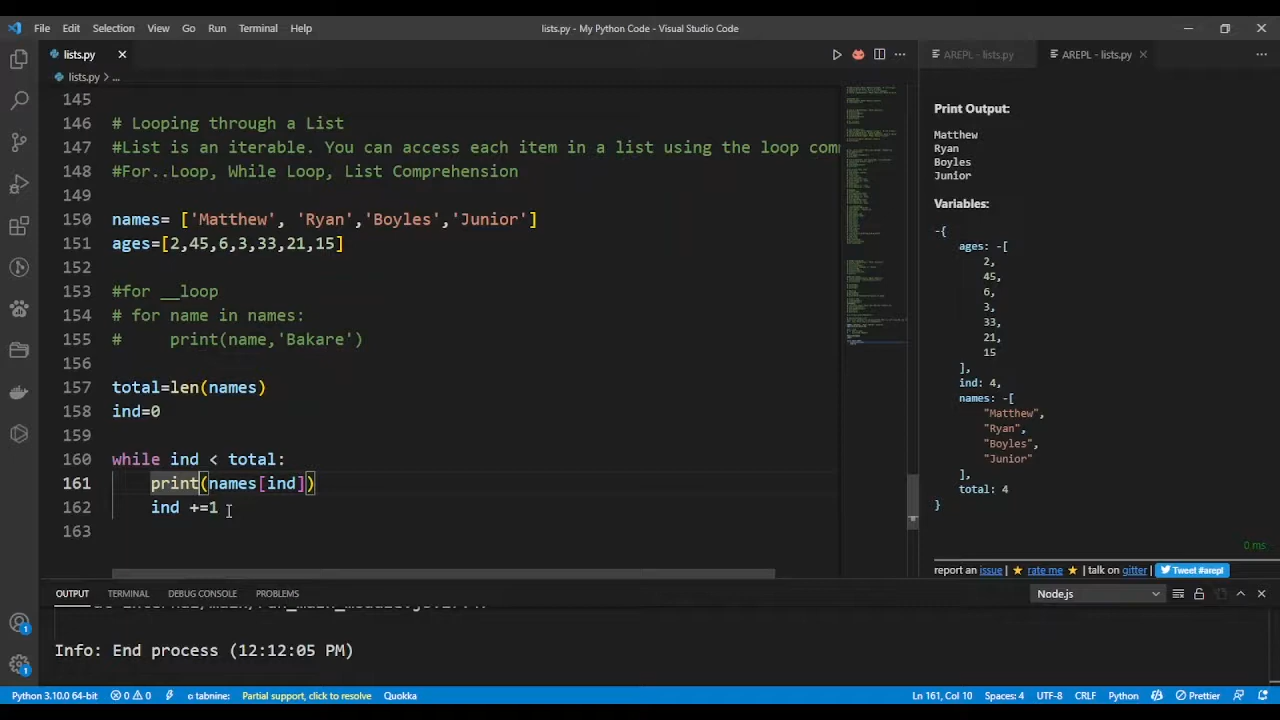 File Edit Selection View Go Run Terminal Help
lists.py - My Python Code - Visual Studio Code
lists.py
lists.py > ...
145
146 # Looping through a List
147 #List is an iterable. You can access each item in a list using the loop com
148 #For..Loop, While Loop, List Comprehension
149
150 names= ['Matthew', 'Ryan','Boyles','Junior']
151 ages=[2,45,6,3,33,21,15]
152
153 #for __loop
154 # for name in names:
155 #     print(name,'Bakare')
156
157 total=len(names)
158 ind=0
159
160 while ind < total:
161     print(names[ind])
162     ind +=1
163
AREPL - lists.py
AREPL - lists.py
Print Output:
Matthew
Ryan
Boyles
Junior
Variables:
-{
ages: -[
2,
45,
6,
3,
33,
21,
15
],
ind: 4,
names: -[
"Matthew",
"Ryan",
"Boyles",
"Junior"
],
total: 4
}
0 ms
report an issue | ★ rate me ★ | talk on gitter | Tweet #arepl
OUTPUT TERMINAL DEBUG CONSOLE PROBLEMS
Node.js
Info: End process (12:12:05 PM)
1
1
Python 3.10.0 64-bit 0 0 tabnine: Partial support, click to resolve Quokka Ln 161, Col 10 Spaces: 4 UTF-8 CRLF Python Prettier